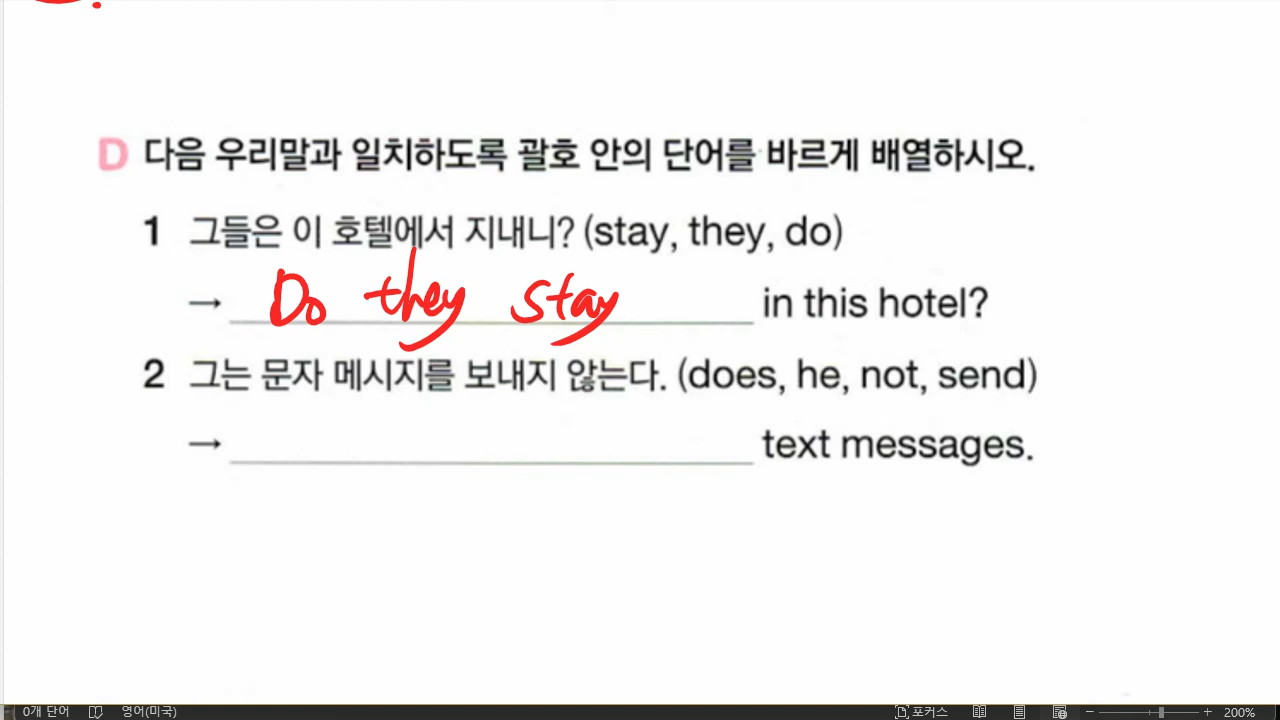 D 다음 우리말과 일치하도록 괄호 안의 단어를 바르게 배열하시오.
1 그들은 이 호텔에서 지내니? (stay, they, do)
→ Do they stay in this hotel?
2 그는 문자 메시지를 보내지 않는다. (does, he, not, send)
→ text messages.
0개 단어 영어(미국) 포커스 200%